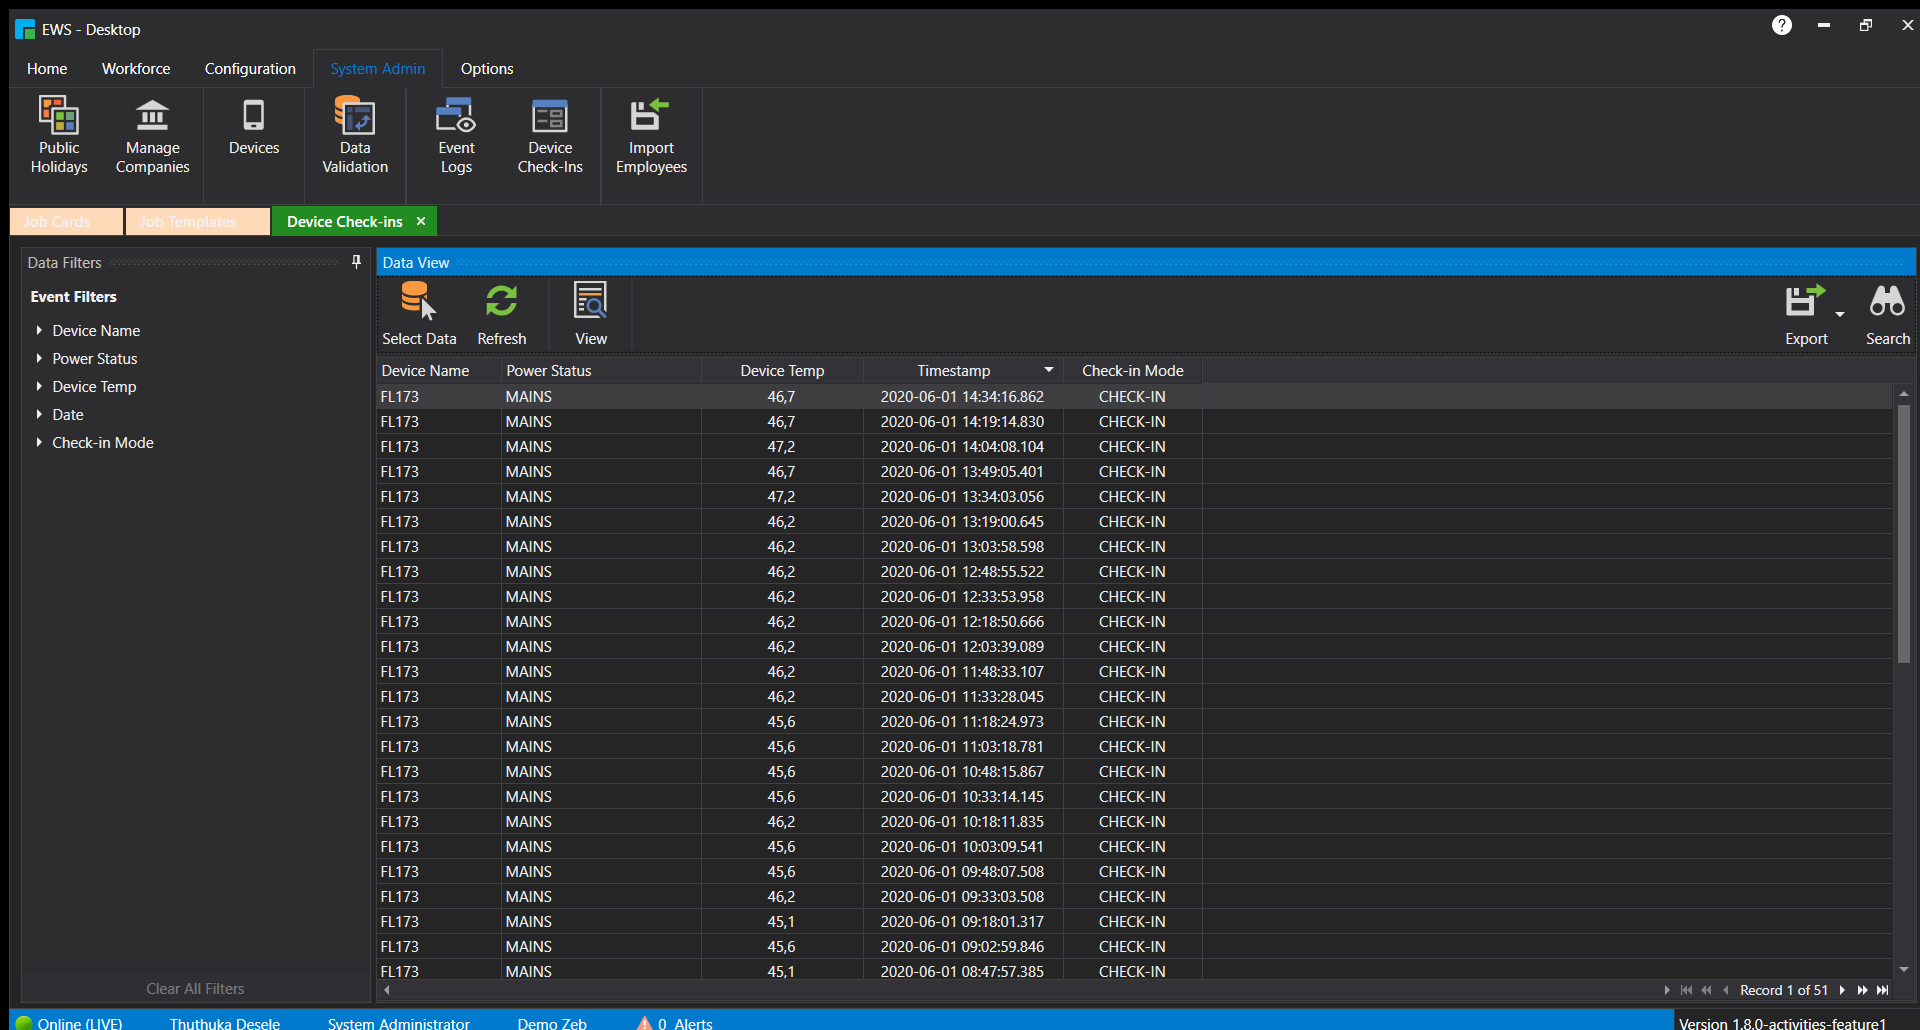 EWS - Desktop
?
Home Workforce Configuration System Admin Options
Public Holidays
Manage Companies
Devices
Data Validation
Event Logs
Device Check-Ins
Import Employees
Job Cards Job Templates Device Check-ins
Data Filters
Event Filters
Device Name
Power Status
Device Temp
Date
Check-in Mode
Clear All Filters
Data View
Select Data Refresh View Export Search
Device Name Power Status Device Temp Timestamp Check-in Mode
FL173 MAINS 46,7 2020-06-01 14:34:16.862 CHECK-IN
FL173 MAINS 46,7 2020-06-01 14:19:14.830 CHECK-IN
FL173 MAINS 47,2 2020-06-01 14:04:08.104 CHECK-IN
FL173 MAINS 46,7 2020-06-01 13:49:05.401 CHECK-IN
FL173 MAINS 47,2 2020-06-01 13:34:03.056 CHECK-IN
FL173 MAINS 46,2 2020-06-01 13:19:00.645 CHECK-IN
FL173 MAINS 46,2 2020-06-01 13:03:58.598 CHECK-IN
FL173 MAINS 46,2 2020-06-01 12:48:55.522 CHECK-IN
FL173 MAINS 46,2 2020-06-01 12:33:53.958 CHECK-IN
FL173 MAINS 46,2 2020-06-01 12:18:50.666 CHECK-IN
FL173 MAINS 46,2 2020-06-01 12:03:39.089 CHECK-IN
FL173 MAINS 46,2 2020-06-01 11:48:33.107 CHECK-IN
FL173 MAINS 46,2 2020-06-01 11:33:28.045 CHECK-IN
FL173 MAINS 45,6 2020-06-01 11:18:24.973 CHECK-IN
FL173 MAINS 45,6 2020-06-01 11:03:18.781 CHECK-IN
FL173 MAINS 45,6 2020-06-01 10:48:15.867 CHECK-IN
FL173 MAINS 45,6 2020-06-01 10:33:14.145 CHECK-IN
FL173 MAINS 46,2 2020-06-01 10:18:11.835 CHECK-IN
FL173 MAINS 45,6 2020-06-01 10:03:09.541 CHECK-IN
FL173 MAINS 45,6 2020-06-01 09:48:07.508 CHECK-IN
FL173 MAINS 46,2 2020-06-01 09:33:03.508 CHECK-IN
FL173 MAINS 45,1 2020-06-01 09:18:01.317 CHECK-IN
FL173 MAINS 45,6 2020-06-01 09:02:59.846 CHECK-IN
FL173 MAINS 45,1 2020-06-01 08:47:57.385 CHECK-IN
Record 1 of 51
Online (LIVE) Thuthuka Desele System Administrator Demo Zeb 0 Alerts Version 1.8.0-activities-feature1